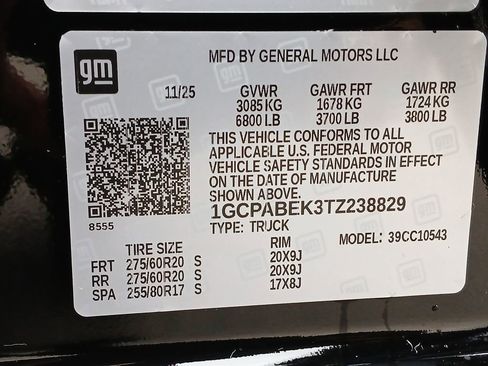 gm
MFD BY GENERAL MOTORS LLC
11/25 GVWR GAWR FRT GAWR RR
3085 KG 1678 KG 1724 KG
6800 LB 3700 LB 3800 LB
THIS VEHICLE CONFORMS TO ALL
APPLICABLE U.S. FEDERAL MOTOR
VEHICLE SAFETY STANDARDS IN EFFECT
ON THE DATE OF MANUFACTURE
SHOWN ABOVE.
8555
1GCPABEK3TZ238829
TYPE: TRUCK MODEL: 39CC10543
TIRE SIZE RIM
FRT 275/60R20 S 20X9J
RR 275/60R20 S 20X9J
SPA 255/80R17 S 17X8J